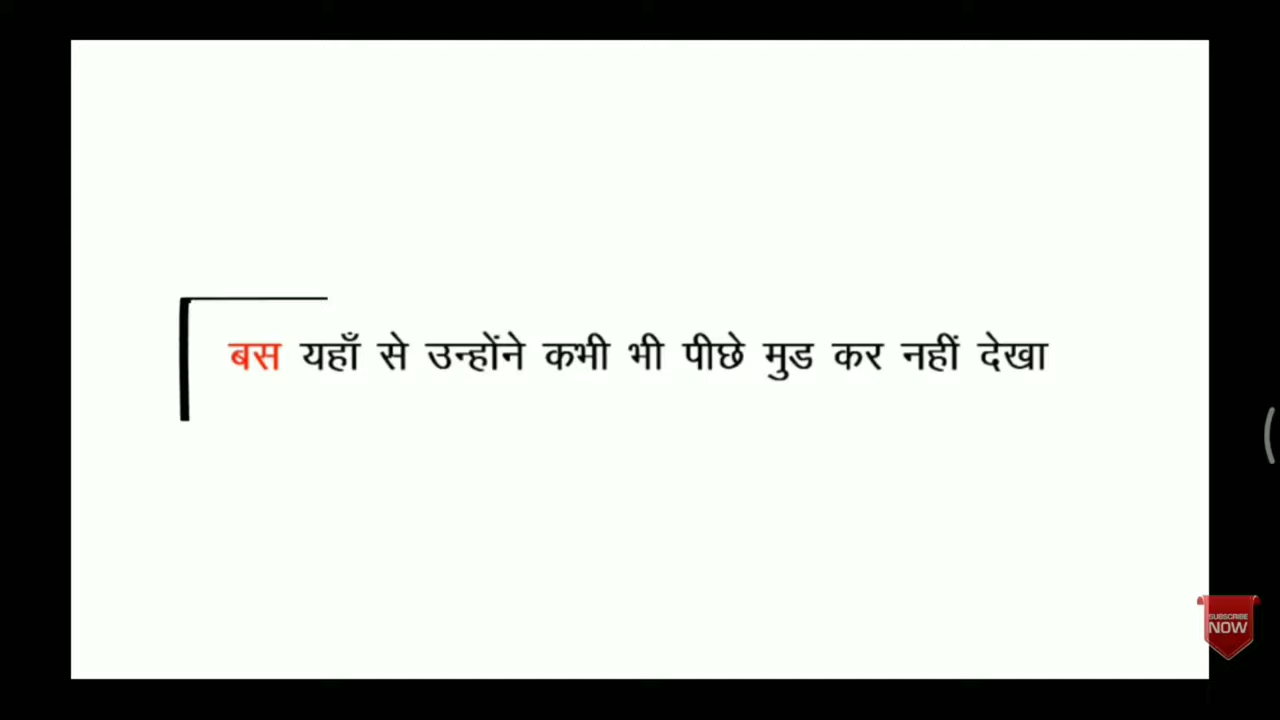 बस यहाँ से उन्होंने कभी भी पीछे मुड कर नहीं देखा
SUBSCRIBE
NOW